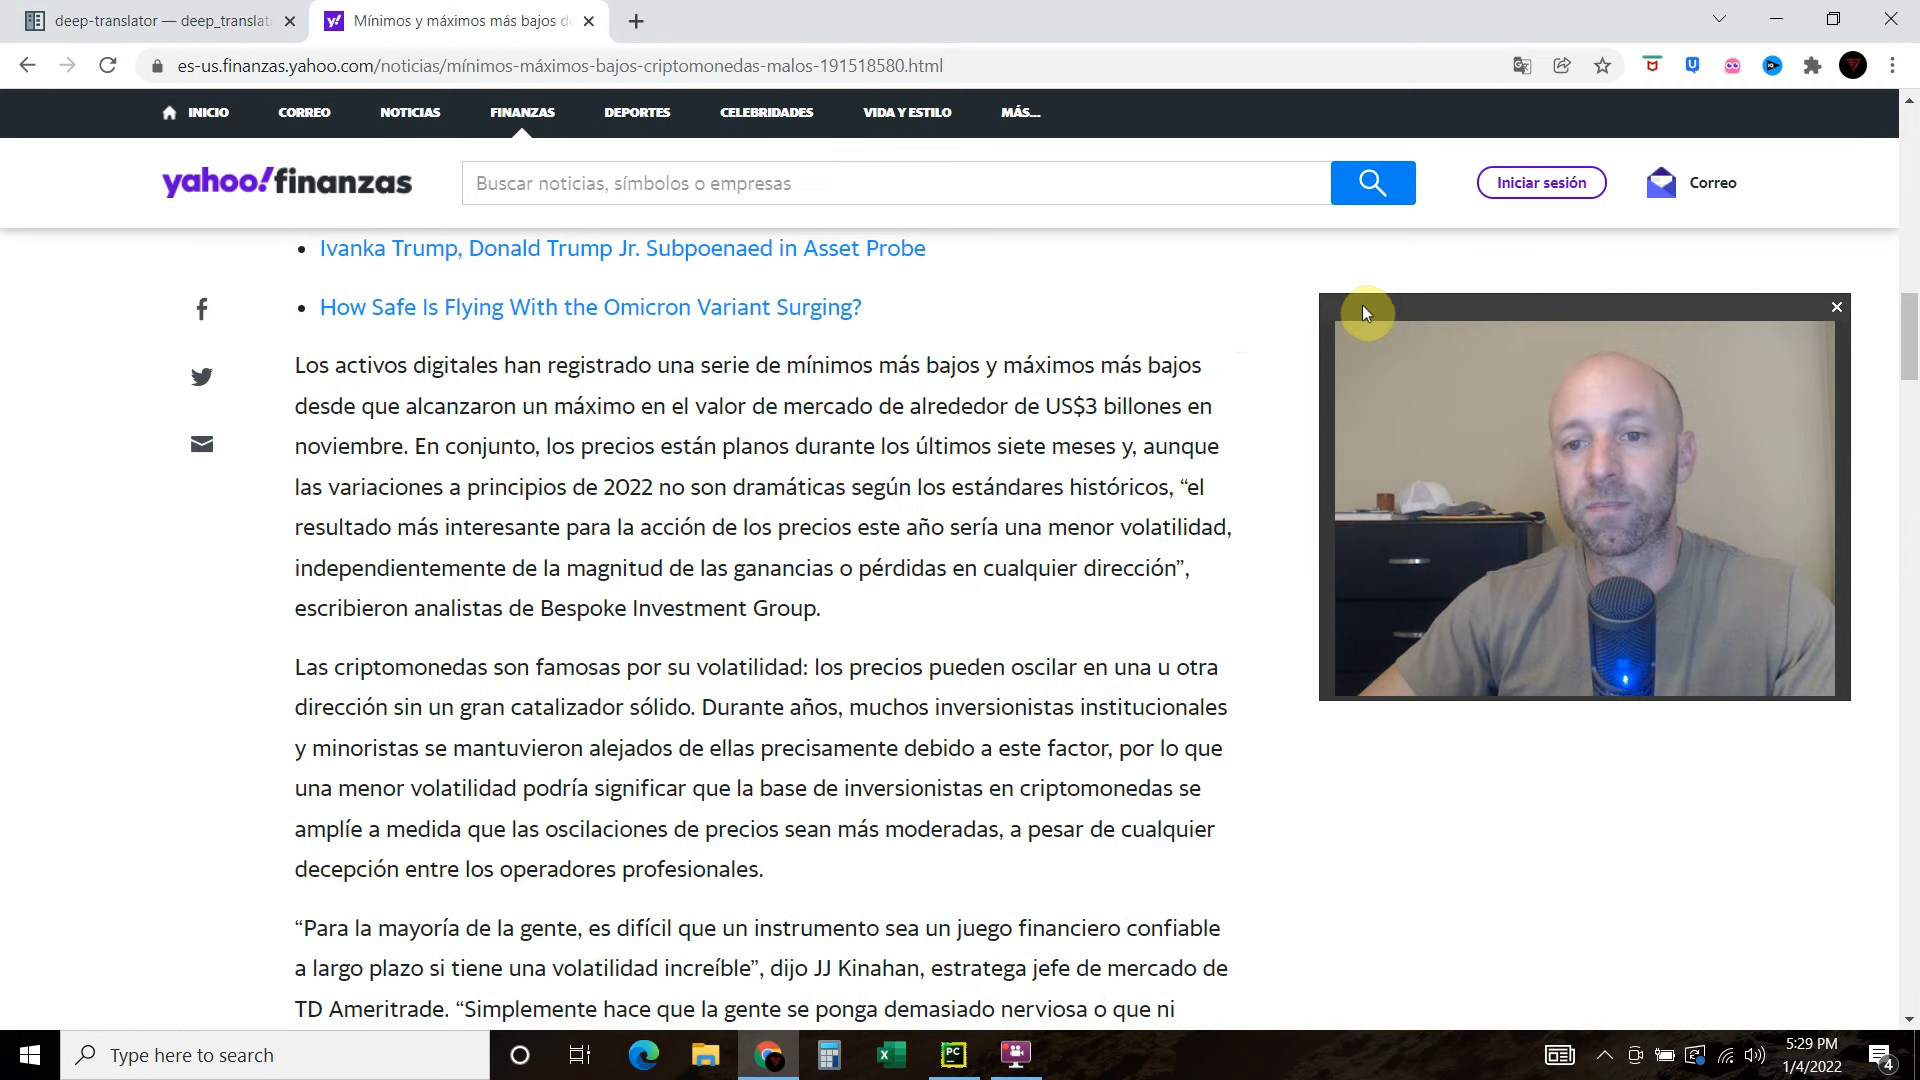 deep-translator — deep_translat
Mínimos y máximos más bajos d
es-us.finanzas.yahoo.com/noticias/mínimos-máximos-bajos-criptomonedas-malos-191518580.html
INICIO CORREO NOTICIAS FINANZAS DEPORTES CELEBRIDADES VIDA Y ESTILO MÁS...
yahoo!finanzas
Buscar noticias, símbolos o empresas
Iniciar sesión
Correo
Ivanka Trump, Donald Trump Jr. Subpoenaed in Asset Probe
How Safe Is Flying With the Omicron Variant Surging?
Los activos digitales han registrado una serie de mínimos más bajos y máximos más bajos
desde que alcanzaron un máximo en el valor de mercado de alrededor de US$3 billones en
noviembre. En conjunto, los precios están planos durante los últimos siete meses y, aunque
las variaciones a principios de 2022 no son dramáticas según los estándares históricos, “el
resultado más interesante para la acción de los precios este año sería una menor volatilidad,
independientemente de la magnitud de las ganancias o pérdidas en cualquier dirección”,
escribieron analistas de Bespoke Investment Group.
Las criptomonedas son famosas por su volatilidad: los precios pueden oscilar en una u otra
dirección sin un gran catalizador sólido. Durante años, muchos inversionistas institucionales
y minoristas se mantuvieron alejados de ellas precisamente debido a este factor, por lo que
una menor volatilidad podría significar que la base de inversionistas en criptomonedas se
amplíe a medida que las oscilaciones de precios sean más moderadas, a pesar de cualquier
decepción entre los operadores profesionales.
“Para la mayoría de la gente, es difícil que un instrumento sea un juego financiero confiable
a largo plazo si tiene una volatilidad increíble”, dijo JJ Kinahan, estratega jefe de mercado de
TD Ameritrade. “Simplemente hace que la gente se ponga demasiado nerviosa o que ni
Type here to search
PC
5:29 PM
1/4/2022
4